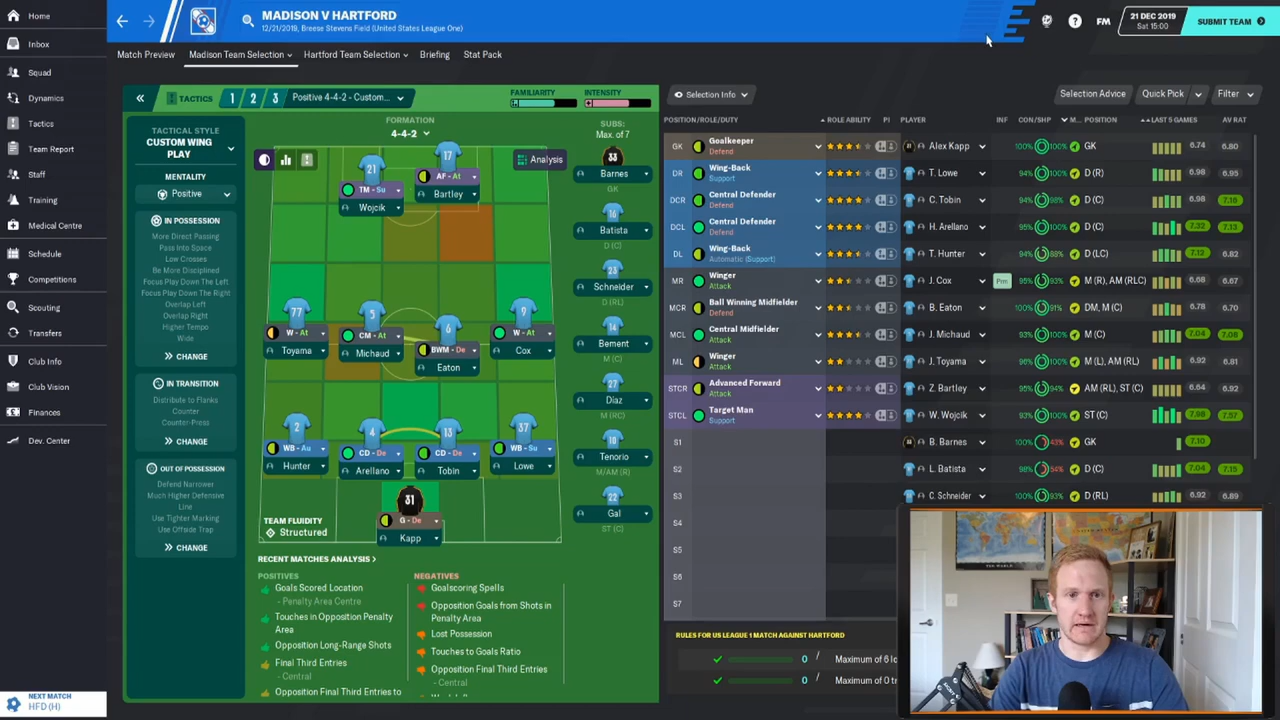 Home
Inbox
Squad
Dynamics
Tactics
Team Report
Staff
Training
Medical Centre
Schedule
Competitions
Scouting
Transfers
Club Info
Club Vision
Finances
Dev. Center
NEXT MATCH
HFD (H)
MADISON V HARTFORD
12/21/2019, Breese Stevens Field (United States League One)
FM
21 DEC 2019
Sat 15:00
SUBMIT TEAM
Match Preview
Madison Team Selection
Hartford Team Selection
Briefing
Stat Pack
TACTICS
1 2 3
Positive 4-4-2 - Custom...
FAMILIARITY
INTENSITY
TACTICAL STYLE
CUSTOM WING
PLAY
MENTALITY
Positive
IN POSSESSION
More Direct Passing
Pass Into Space
Low Crosses
Be More Disciplined
Focus Play Down The Left
Focus Play Down The Right
Overlap Left
Overlap Right
Higher Tempo
Wide
CHANGE
IN TRANSITION
Distribute to Flanks
Counter
Counter-Press
CHANGE
OUT OF POSSESSION
Defend Narrower
Much Higher Defensive
Line
Use Tighter Marking
Use Offside Trap
CHANGE
FORMATION
4-4-2
Analysis
21
TM - Su
Wojcik
17
AF - At
Bartley
77
W - At
Toyama
5
CM - At
Michaud
6
BWM - De
Eaton
9
W - At
Cox
2
WB - Au
Hunter
4
CD - De
Arellano
13
CD - De
Tobin
37
WB - Su
Lowe
31
G - De
Kapp
TEAM FLUIDITY
Structured
SUBS:
Max. of 7
33
Barnes
GK
16
Batista
D (C)
23
Schneider
D (RL)
14
Bement
M (C)
27
Díaz
M (RC)
Tenorio
M/AM (R)
22
Gal
ST (C)
RECENT MATCHES ANALYSIS
POSITIVES
Goals Scored Location
- Penalty Area Centre
Touches in Opposition Penalty
Area
Opposition Long-Range Shots
Final Third Entries
- Central
Opposition Final Third Entries to
NEGATIVES
Goalscoring Spells
Opposition Goals from Shots in
Penalty Area
Lost Possession
Touches to Goals Ratio
Opposition Final Third Entries
- Central
Selection Info
Selection Advice
Quick Pick
Filter
POSITION/ROLE/DUTY ROLE ABILITY PI PLAYER INF CON/SHP M... POSITION LAST 5 GAMES AV RAT
GK Goalkeeper Defend Alex Kapp 100% 100% GK 6.74 6.80
DR Wing-Back Support T. Lowe 93% 100% D (R) 6.98 6.95
DCR Central Defender Defend C. Tobin 94% 98% D (C) 6.98 7.16
DCL Central Defender Defend H. Arellano 95% 100% D (C) 7.32 7.13
DL Wing-Back Automatic (Support) T. Hunter 94% 88% D (LC) 7.12 6.82
MR Winger Attack J. Cox Prm 95% 93% M (R), AM (RLC) 6.68 6.67
MCR Ball Winning Midfielder Defend B. Eaton 91% DM, M (C) 6.78 6.70
MCL Central Midfielder Attack J. Michaud 95% 100% M (C) 7.04 7.08
ML Winger Attack J. Toyama 96% 100% M (L), AM (RL) 6.92 6.81
STCR Advanced Forward Attack Z. Bartley 95% 94% AM (RL), ST (C) 6.64 6.92
STCL Target Man Support W. Wojcik 93% 100% ST (C) 7.98 7.57
S1 B. Barnes 100% 43% GK 7.10
S2 L. Batista 98% 54% D (C) 7.04 7.15
S3 C. Schneider 100% 93% D (RL) 6.92 6.89
S4
S5
S6
S7
RULES FOR US LEAGUE 1 MATCH AGAINST HARTFORD
0 / Maximum of 6
0 / Maximum of 0